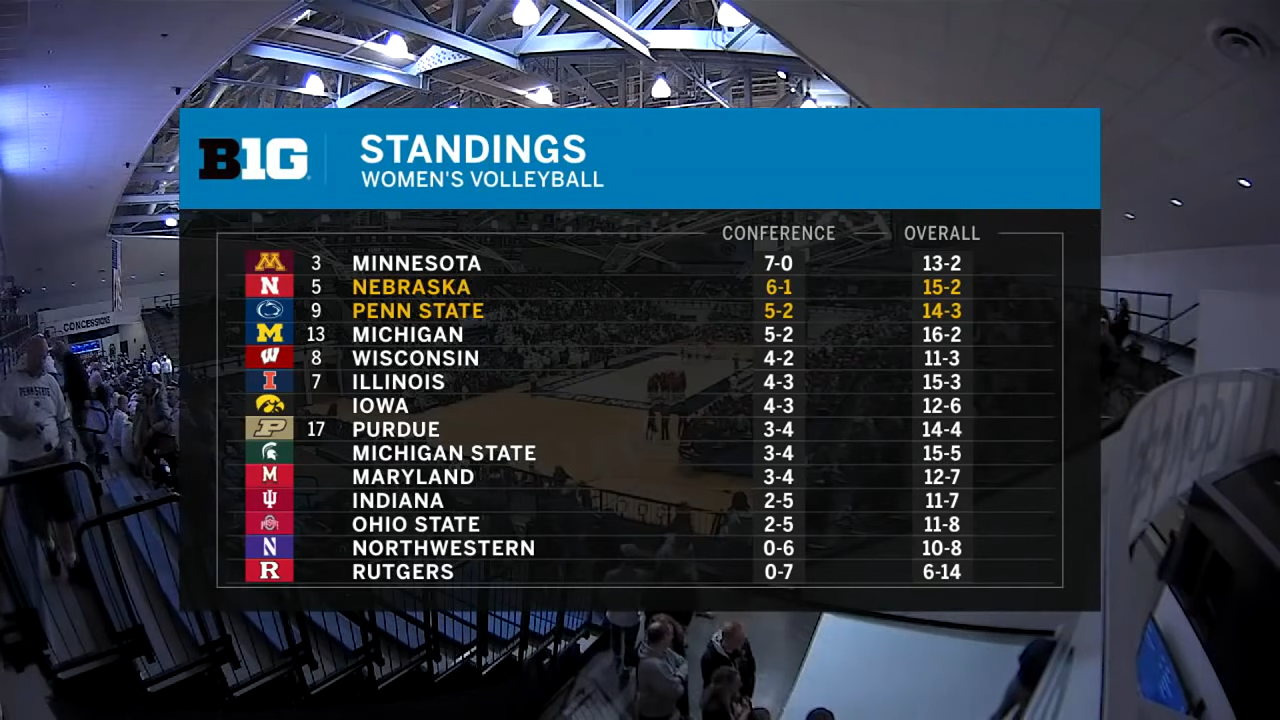 B1G STANDINGS
WOMEN'S VOLLEYBALL
CONFERENCE OVERALL
M 3 MINNESOTA 7-0 13-2
N 5 NEBRASKA 6-1 15-2
9 PENN STATE 5-2 14-3
M 13 MICHIGAN 5-2 16-2
W 8 WISCONSIN 4-2 11-3
I 7 ILLINOIS 4-3 15-3
IOWA 4-3 12-6
P 17 PURDUE 3-4 14-4
MICHIGAN STATE 3-4 15-5
M MARYLAND 3-4 12-7
INDIANA 2-5 11-7
OHIO STATE 2-5 11-8
N NORTHWESTERN 0-6 10-8
R RUTGERS 0-7 6-14
CONCESSIONS
PENN STATE